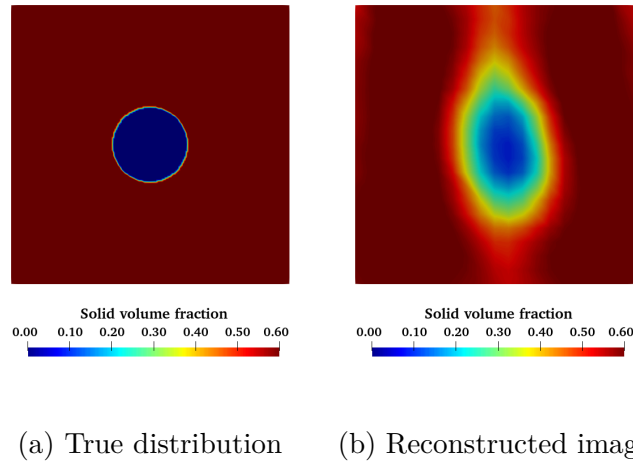 Solid volume fraction
0.00 0.10 0.20 0.30 0.40 0.50 0.60
Solid volume fraction
0.00 0.10 0.20 0.30 0.40 0.50 0.60
(a) True distribution
(b) Reconstructed imag